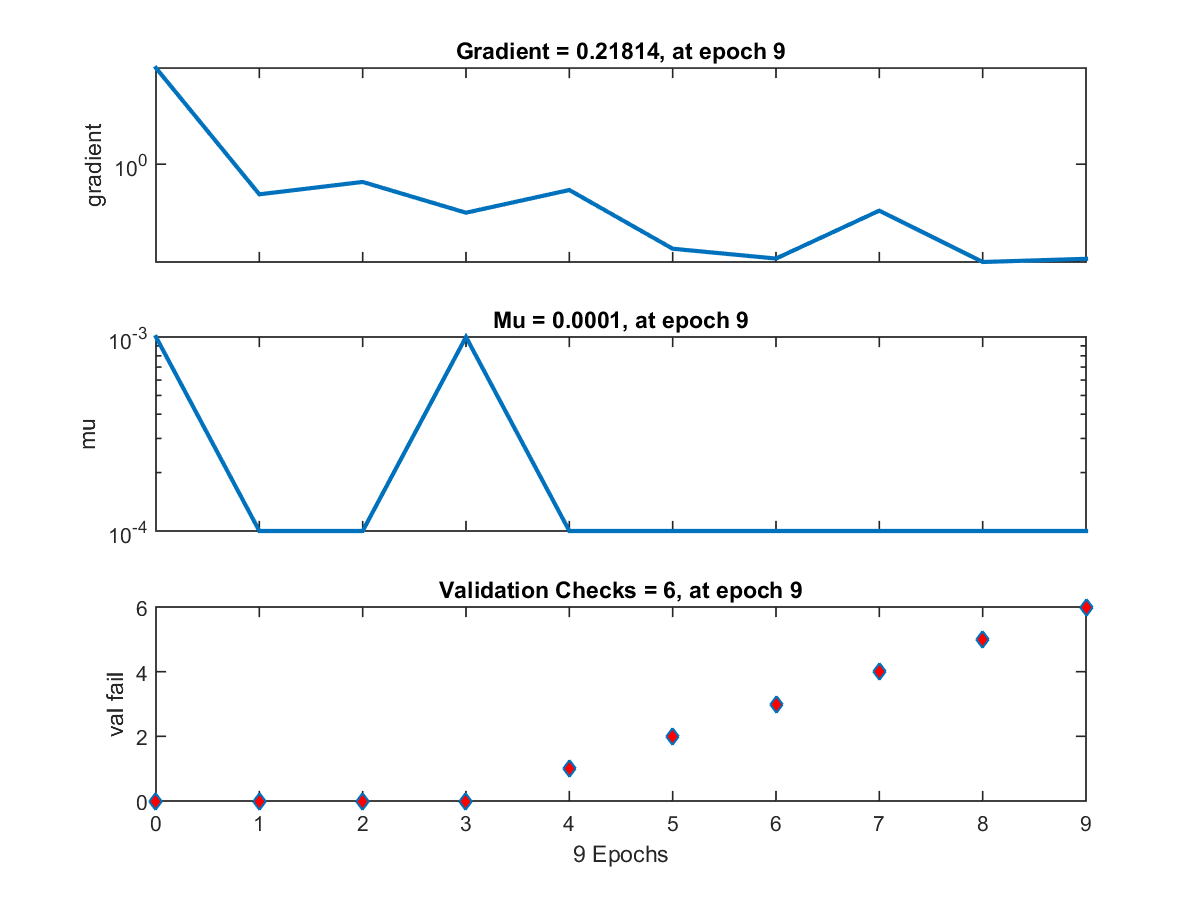 Gradient = 0.21814, at epoch 9
gradient
10^0
Mu = 0.0001, at epoch 9
10^-3
mu
10^-4
Validation Checks = 6, at epoch 9
6
4
val fail
2
0
0 1 2 3 4 5 6 7 8 9
9 Epochs